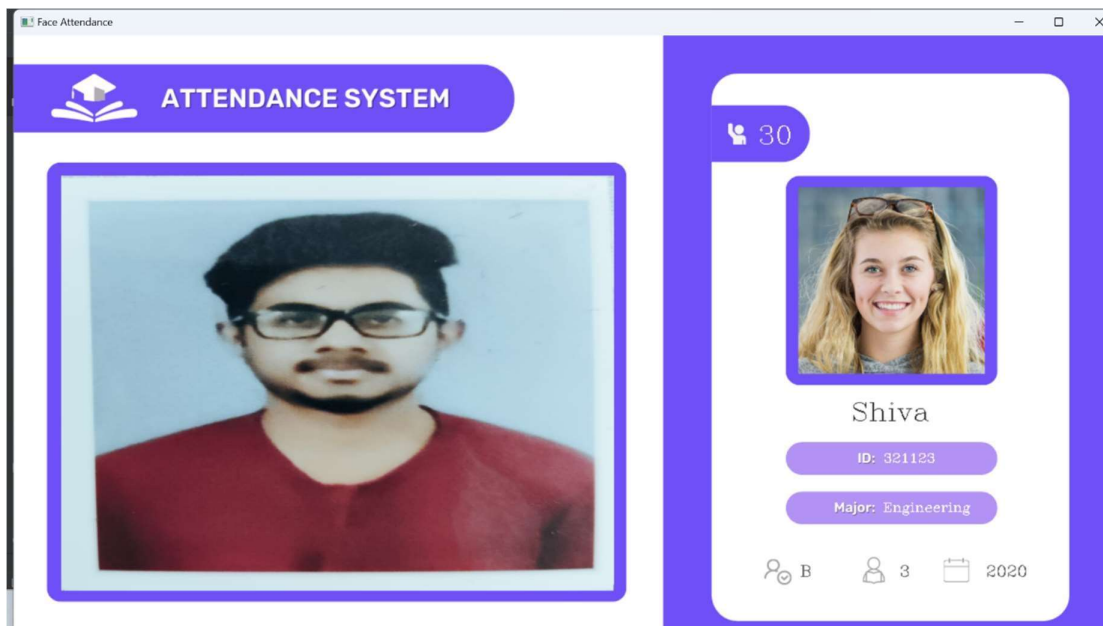 Face Attendance
ATTENDANCE SYSTEM
30
Shiva
ID: 321123
Major: Engineering
B 3 2020